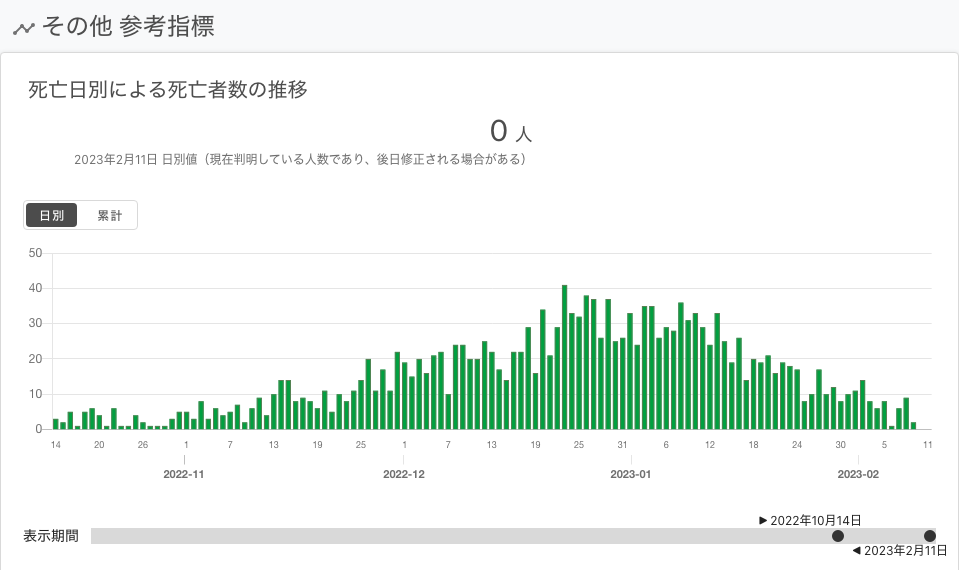 その他 参考指標
死亡日別による死亡者数の推移
0 人
2023年2月11日 日別値（現在判明している人数であり、後日修正される場合がある）
日別 累計
50
40
30
20
10
0
14 20 26 1 7 13 19 25 1 7 13 19 25 31 6 12 18 24 30 5 11
2022-11 2022-12 2023-01 2023-02
▶ 2022年10月14日
表示期間
◀ 2023年2月11日